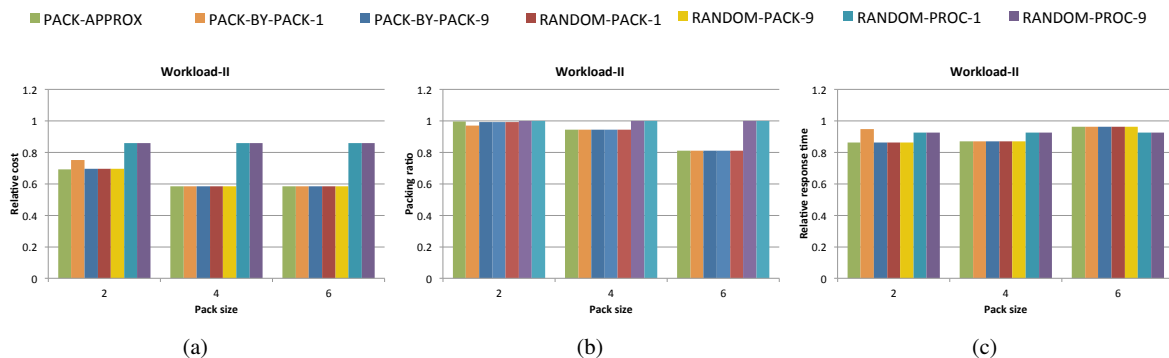 PACK-APPROX PACK-BY-PACK-1 PACK-BY-PACK-9 RANDOM-PACK-1 RANDOM-PACK-9 RANDOM-PROC-1 RANDOM-PROC-9
Workload-II
Relative cost
1.2
1
0.8
0.6
0.4
0.2
0
2 4 6
Pack size
(a)
Workload-II
Packing ratio
1.2
1
0.8
0.6
0.4
0.2
0
2 4 6
Pack size
(b)
Workload-II
Relative response time
1.2
1
0.8
0.6
0.4
0.2
0
2 4 6
Pack size
(c)